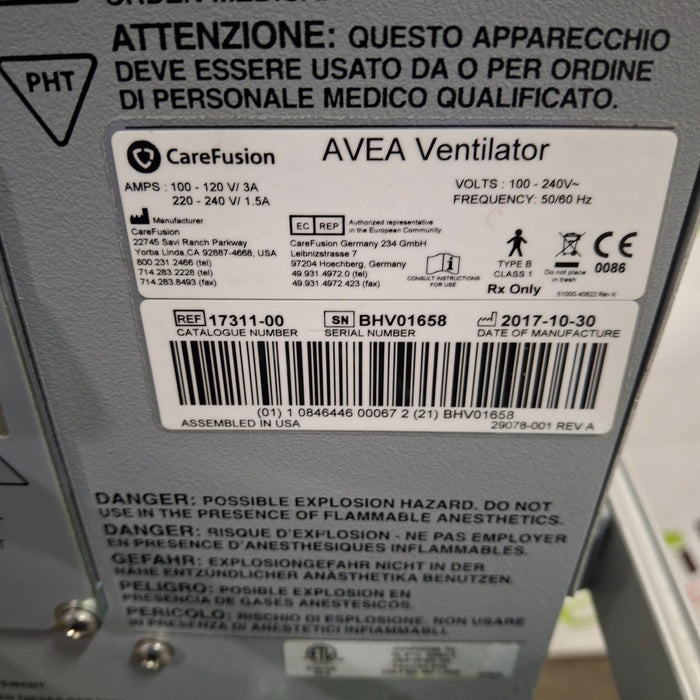 ORDER MEDICAL
ATTENZIONE: QUESTO APPARECCHIO
DEVE ESSERE USATO DA O PER ORDINE
DI PERSONALE MEDICO QUALIFICATO.
PHT
CareFusion
AVEA Ventilator
AMPS : 100 - 120 V/ 3A
220 - 240 V/ 1.5A
VOLTS : 100 - 240V~
FREQUENCY: 50/60 Hz
Manufacturer
CareFusion
22745 Savi Ranch Parkway
Yorba Linda,CA 92887-4668, USA
800.231.2466 (tel)
714.283.2228 (tel)
714.283.8493 (fax)
EC REP
Authorized representative
in the European Community.
CareFusion Germany 234 GmbH
Leibnizstrasse 7
97204 Hoechberg, Germany
49.931.4972.0 (tel)
49.931.4972.423 (fax)
CONSULT INSTRUCTIONS
FOR USE
TYPE B
CLASS 1
Rx Only
Do not place
in trash
CE
0086
51000-40822 Rev K
REF 17311-00
CATALOGUE NUMBER
SN BHV01658
SERIAL NUMBER
2017-10-30
DATE OF MANUFACTURE
(01) 1 0846446 00067 2 (21) BHV01658
ASSEMBLED IN USA
29078-001 REV A
DANGER: POSSIBLE EXPLOSION HAZARD. DO NOT
USE IN THE PRESENCE OF FLAMMABLE ANESTHETICS.
DANGER: RISQUE D'EXPLOSION - NE PAS EMPLOYER
EN PRESENCE D'ANESTHESIQUES INFLAMMABLES.
GEFAHR: EXPLOSIONGEFAHR NICHT IN DER
NÄHE ENTZÜNDLICHER ANÄSTHETIKA BENUTZEN.
PELIGRO: POSIBLE EXPLOSION EN
PRESENCIA DE GASES ANESTESICOS.
PERICOLO: RISCHIO DI ESPLOSIONE. NON USARE
IN PRESENZA DI ANESTETICI INFIAMMABILI.
ETL